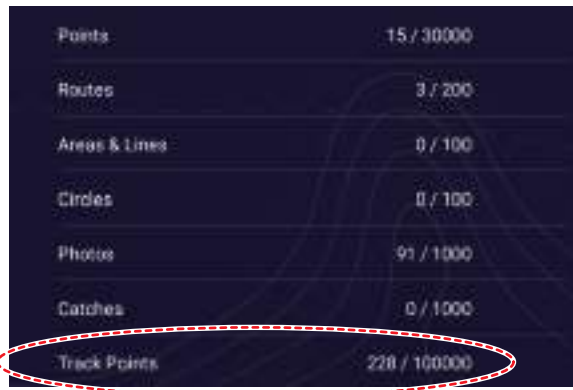 Points 15 / 30000
Routes 3 / 200
Areas & Lines 0 / 100
Circles 0 / 100
Photos 91 / 1000
Catches 0 / 1000
Track Points 228 / 100000